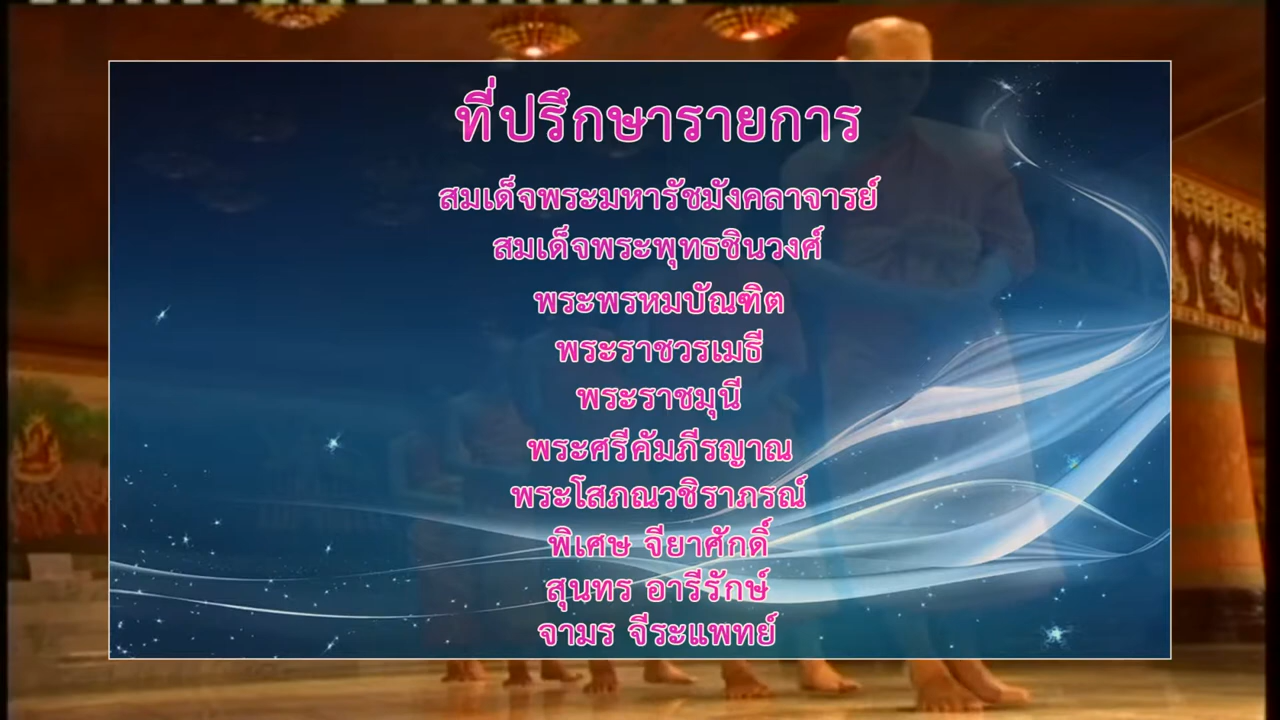 ที่ปรึกษารายการ
สมเด็จพระมหารัชมังคลาจารย์
สมเด็จพระพุทธชินวงศ์
พระพรหมบัณฑิต
พระราชวรเมธี
พระราชมุนี
พระศรีคัมภีรญาณ
พระโสภณวชิราภรณ์
พิเศษ จียาศักดิ์
สุนทร อารีรักษ์
จามร จีระแพทย์